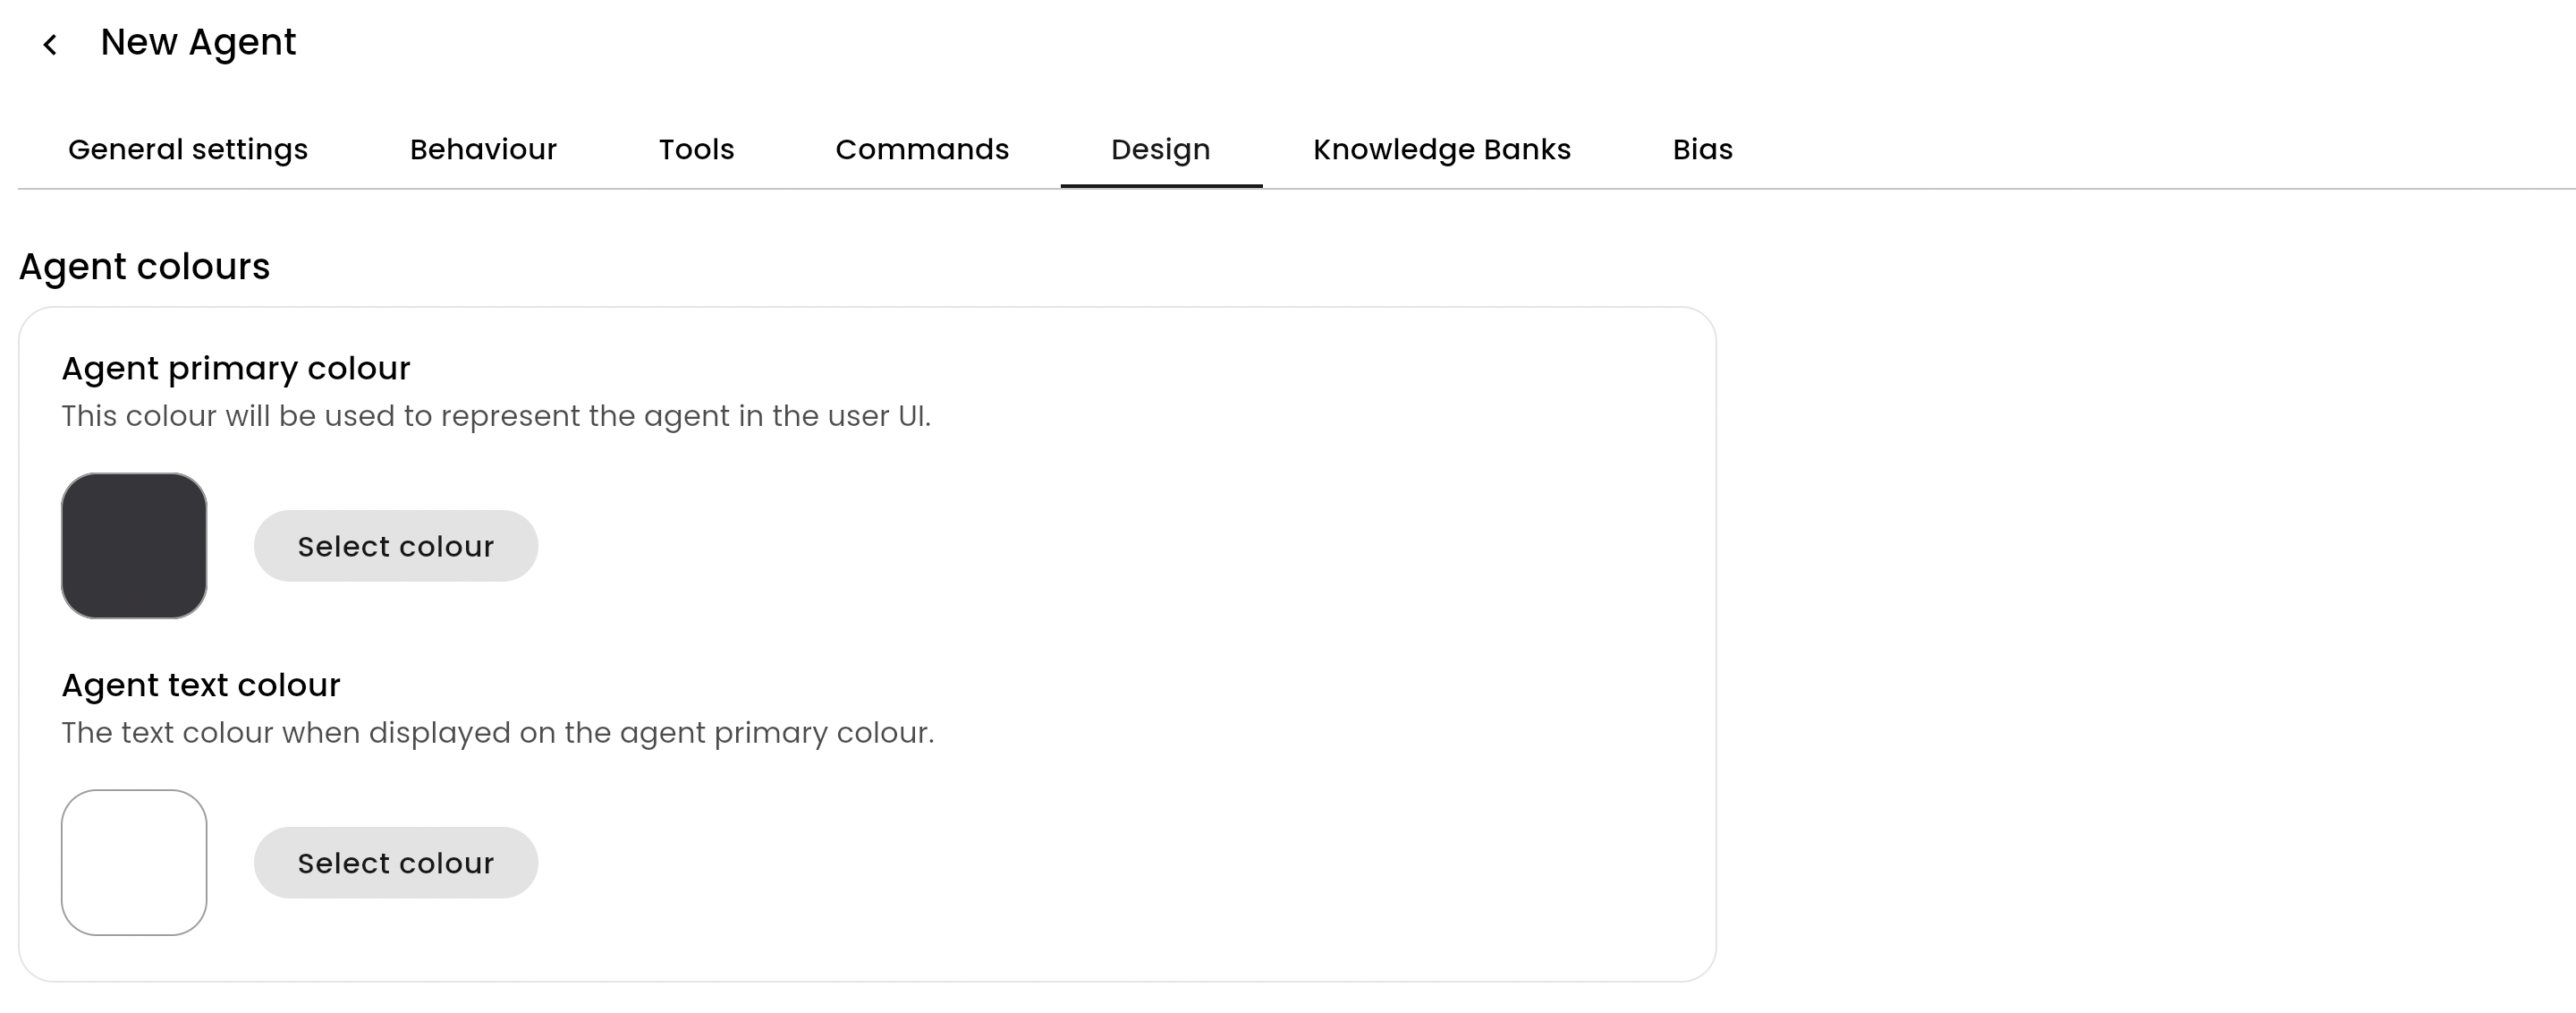 New Agent
General settings Behaviour Tools Commands Design Knowledge Banks Bias
Agent colours
Agent primary colour
This colour will be used to represent the agent in the user UI.
Select colour
Agent text colour
The text colour when displayed on the agent primary colour.
Select colour